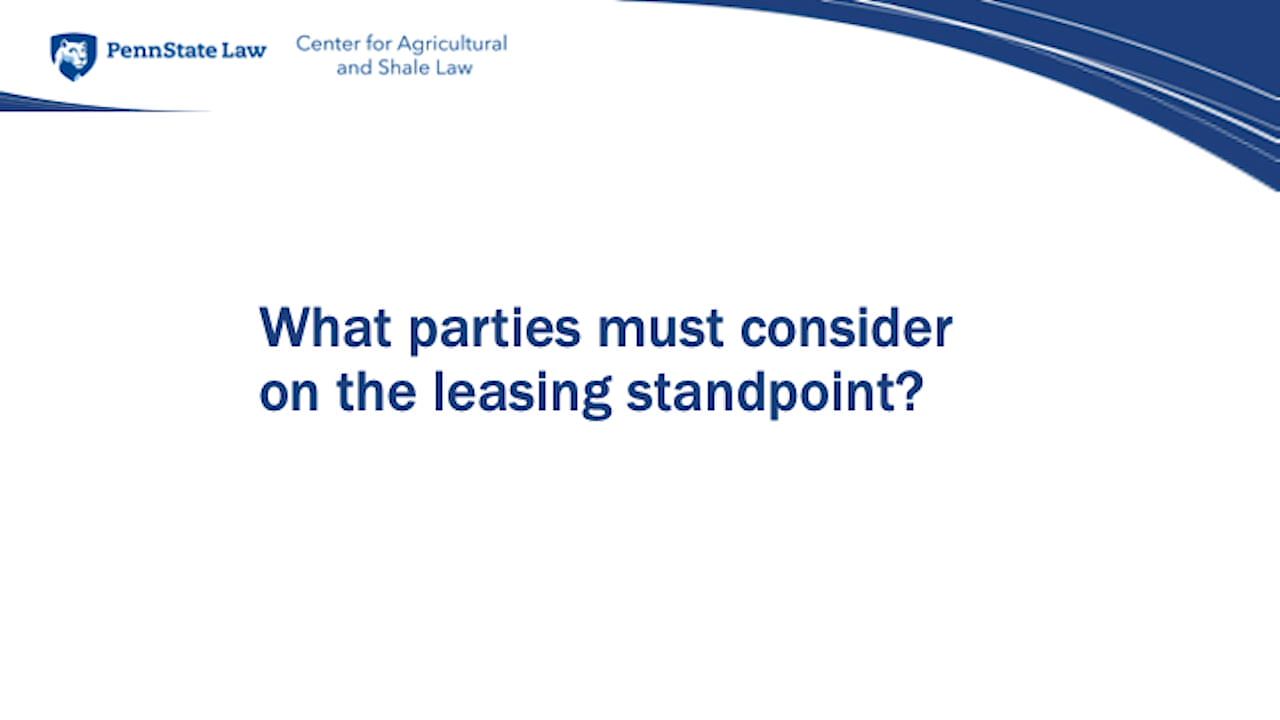 PennState Law
Center for Agricultural
and Shale Law
What parties must consider
on the leasing standpoint?